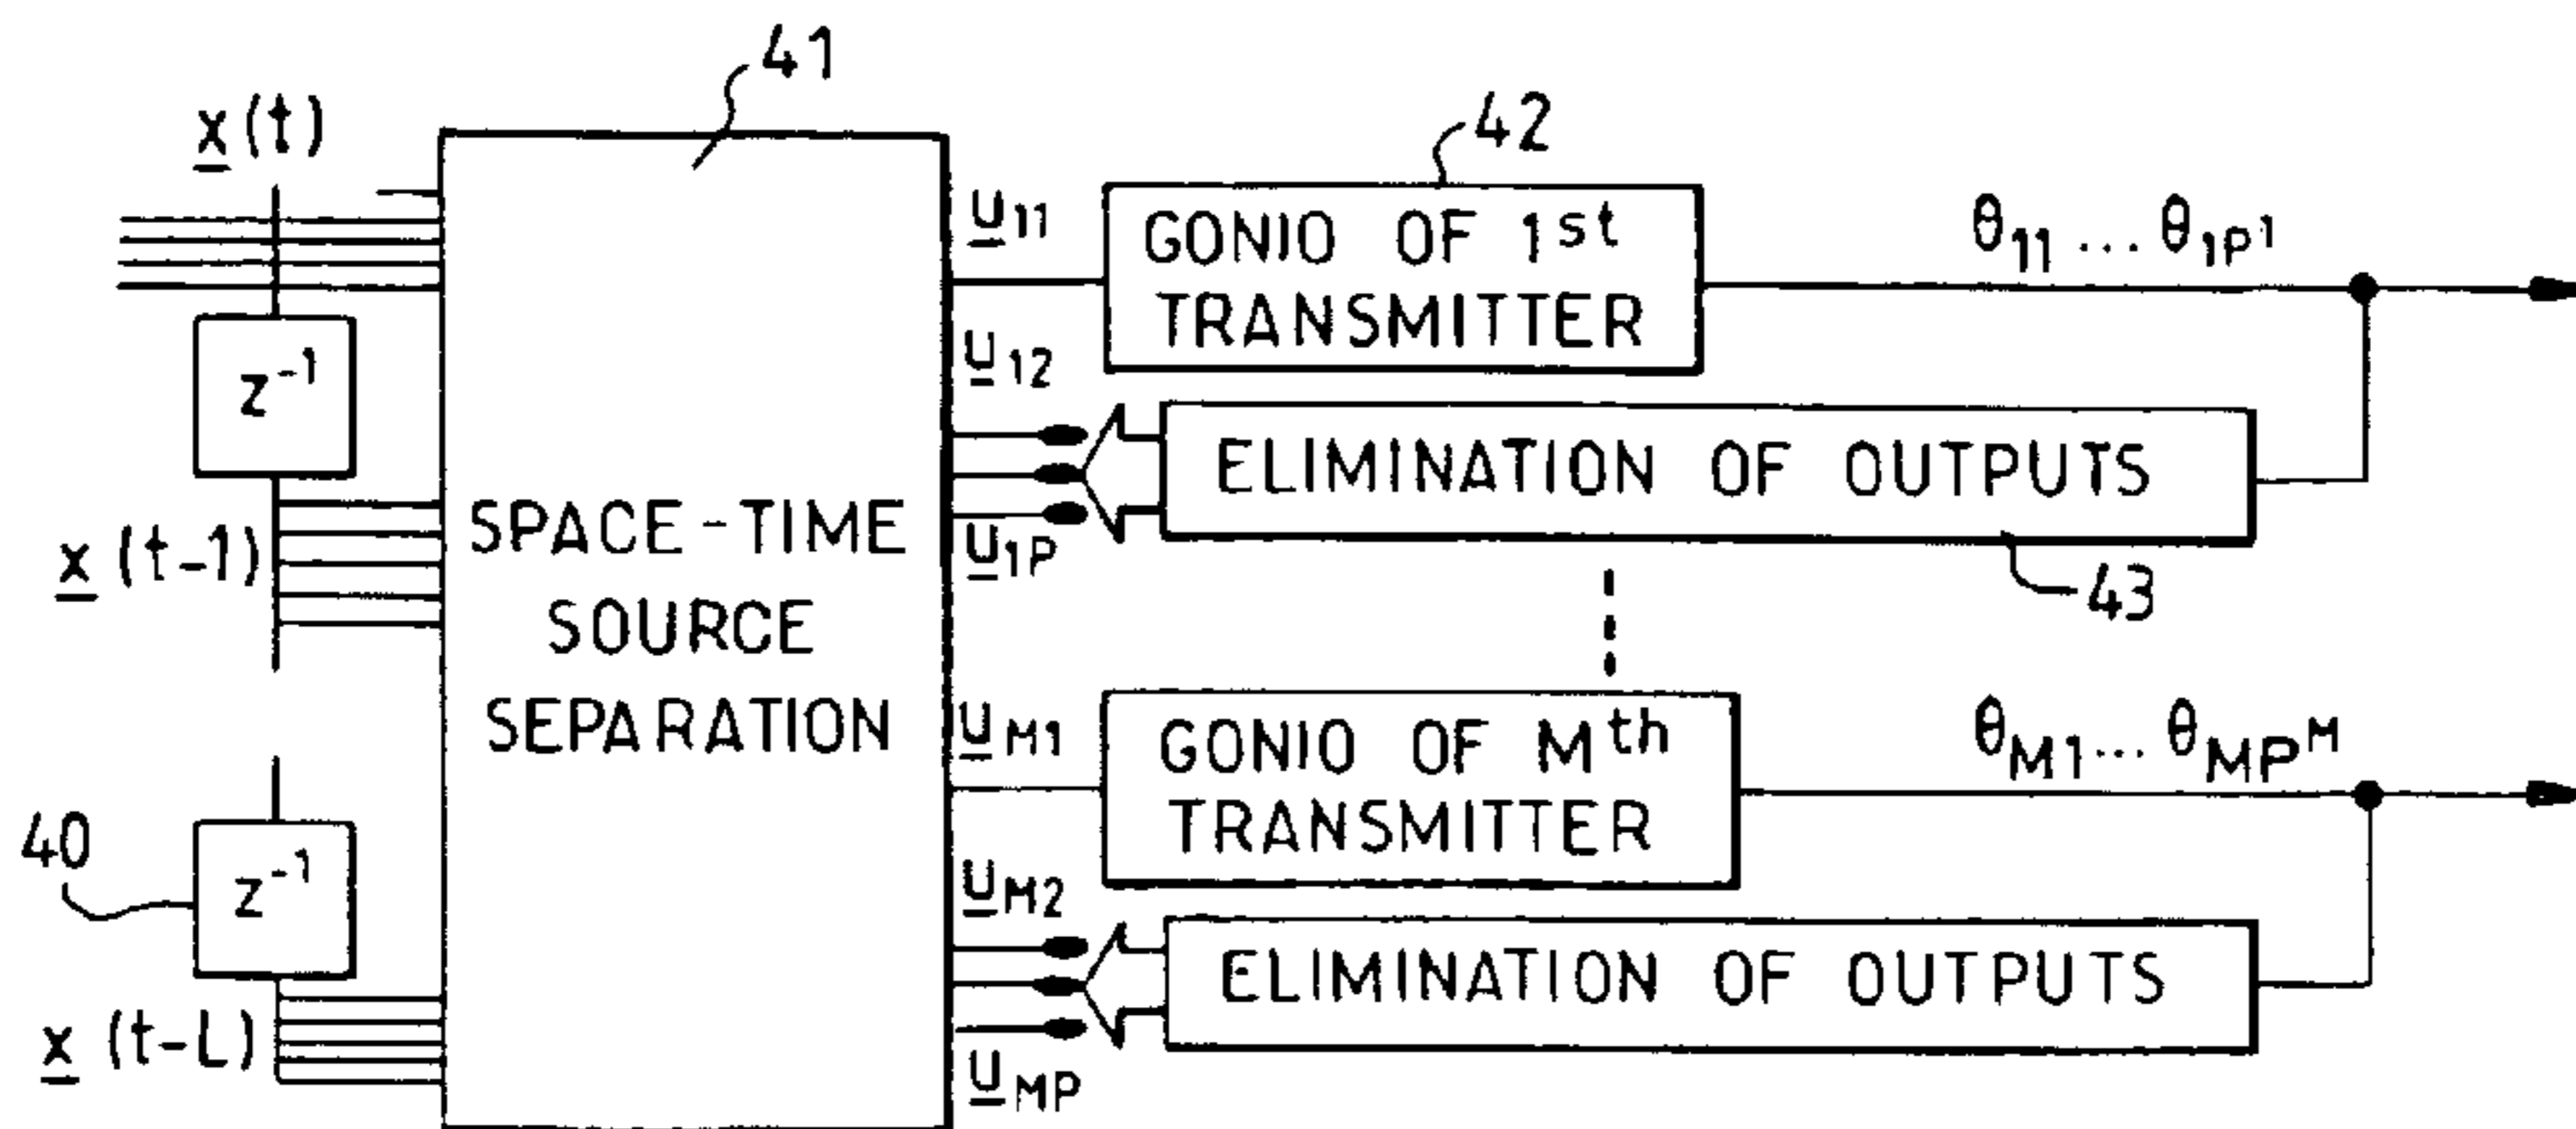 41
x(t)
42
u11
GONIO OF 1st
TRANSMITTER
θ11 ... θ1P1
z-1
u12
ELIMINATION OF OUTPUTS
x(t-1)
u1P
43
SPACE-TIME
SOURCE
SEPARATION
uM1
GONIO OF Mth
TRANSMITTER
θM1 ... θMPM
40
z-1
uM2
ELIMINATION OF OUTPUTS
x(t-L)
uMP